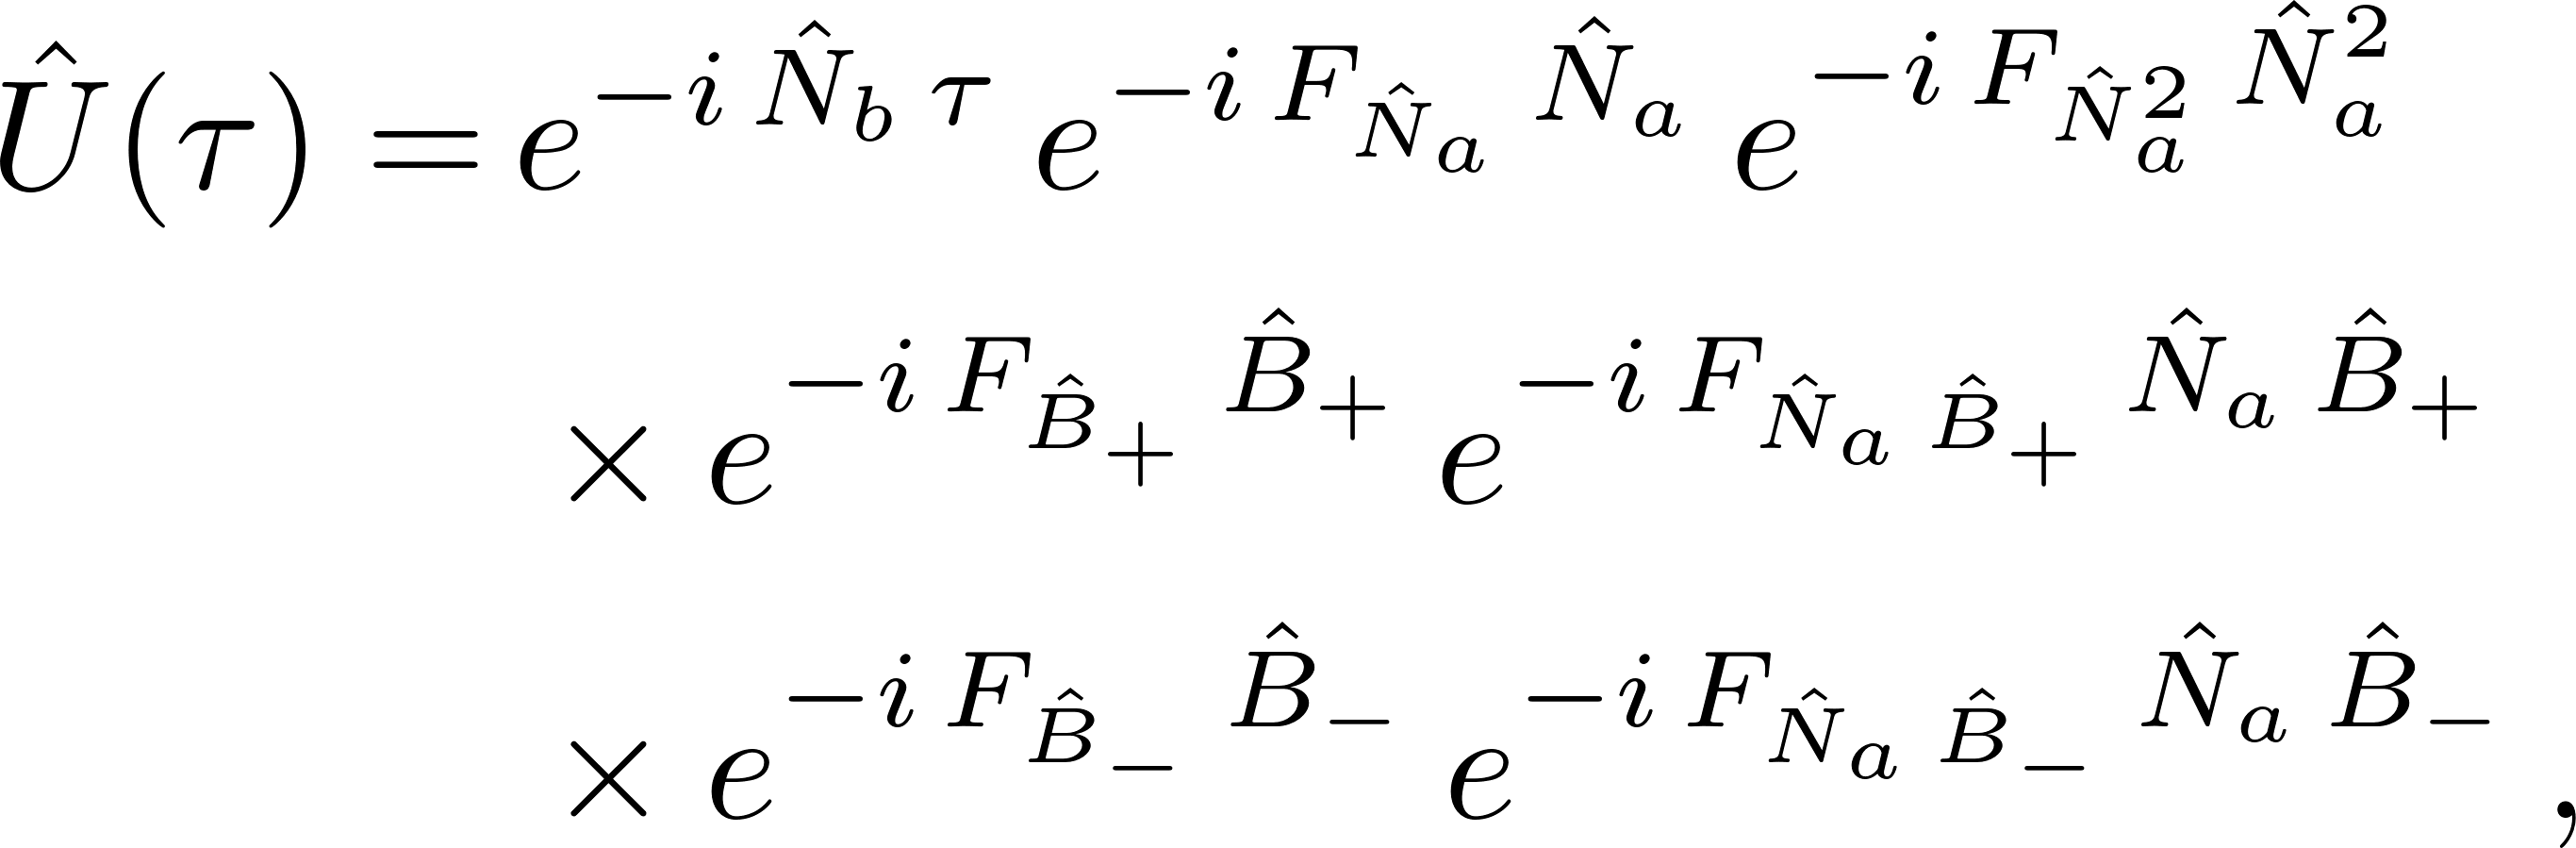 \hat{U}(\tau) = e^{-i \, \hat{N}_b \, \tau} \, e^{-i \, F_{\hat{N}_a} \, \hat{N}_a} \, e^{-i \, F_{\hat{N}_a^2} \, \hat{N}_a^2}
\times e^{-i \, F_{\hat{B}_+} \, \hat{B}_+} \, e^{-i \, F_{\hat{N}_a \, \hat{B}_+} \, \hat{N}_a \, \hat{B}_+}
\times e^{-i \, F_{\hat{B}_-} \, \hat{B}_-} \, e^{-i \, F_{\hat{N}_a \, \hat{B}_-} \, \hat{N}_a \, \hat{B}_-} ,